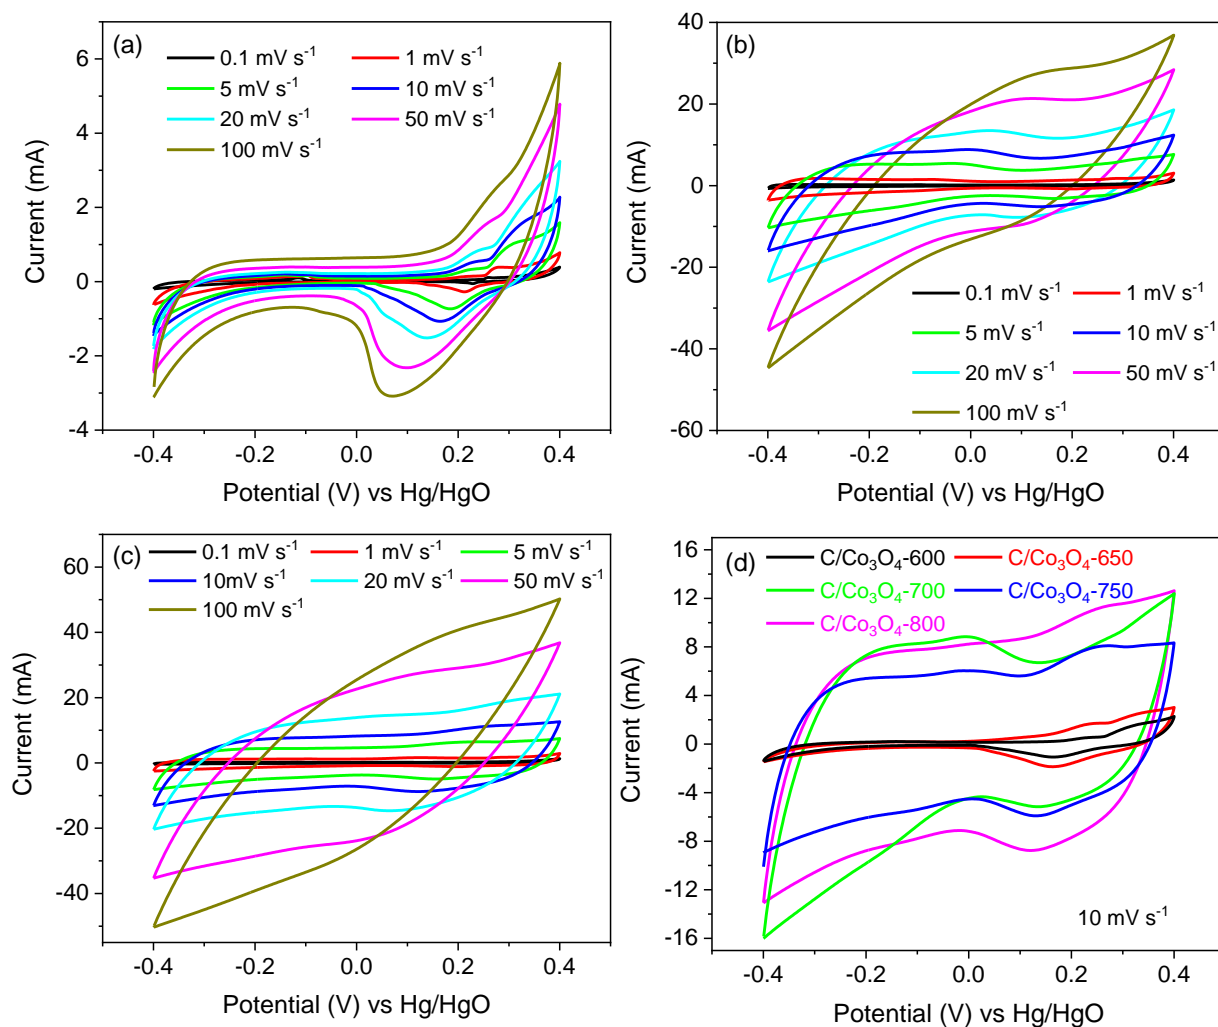 (a)
0.1 mV s⁻¹ 1 mV s⁻¹
5 mV s⁻¹ 10 mV s⁻¹
20 mV s⁻¹ 50 mV s⁻¹
100 mV s⁻¹
6
4
2
0
-2
-4
Current (mA)
-0.4 -0.2 0.0 0.2 0.4
Potential (V) vs Hg/HgO
(b)
40
20
0
-20
-40
-60
Current (mA)
0.1 mV s⁻¹ 1 mV s⁻¹
5 mV s⁻¹ 10 mV s⁻¹
20 mV s⁻¹ 50 mV s⁻¹
100 mV s⁻¹
-0.4 -0.2 0.0 0.2 0.4
Potential (V) vs Hg/HgO
(c)
0.1 mV s⁻¹ 1 mV s⁻¹ 5 mV s⁻¹
10mV s⁻¹ 20 mV s⁻¹ 50 mV s⁻¹
100 mV s⁻¹
60
40
20
0
-20
-40
Current (mA)
-0.4 -0.2 0.0 0.2 0.4
Potential (V) vs Hg/HgO
(d)
C/Co₃O₄-600 C/Co₃O₄-650
C/Co₃O₄-700 C/Co₃O₄-750
C/Co₃O₄-800
16
12
8
4
0
-4
-8
-12
-16
Current (mA)
10 mV s⁻¹
-0.4 -0.2 0.0 0.2 0.4
Potential (V) vs Hg/HgO